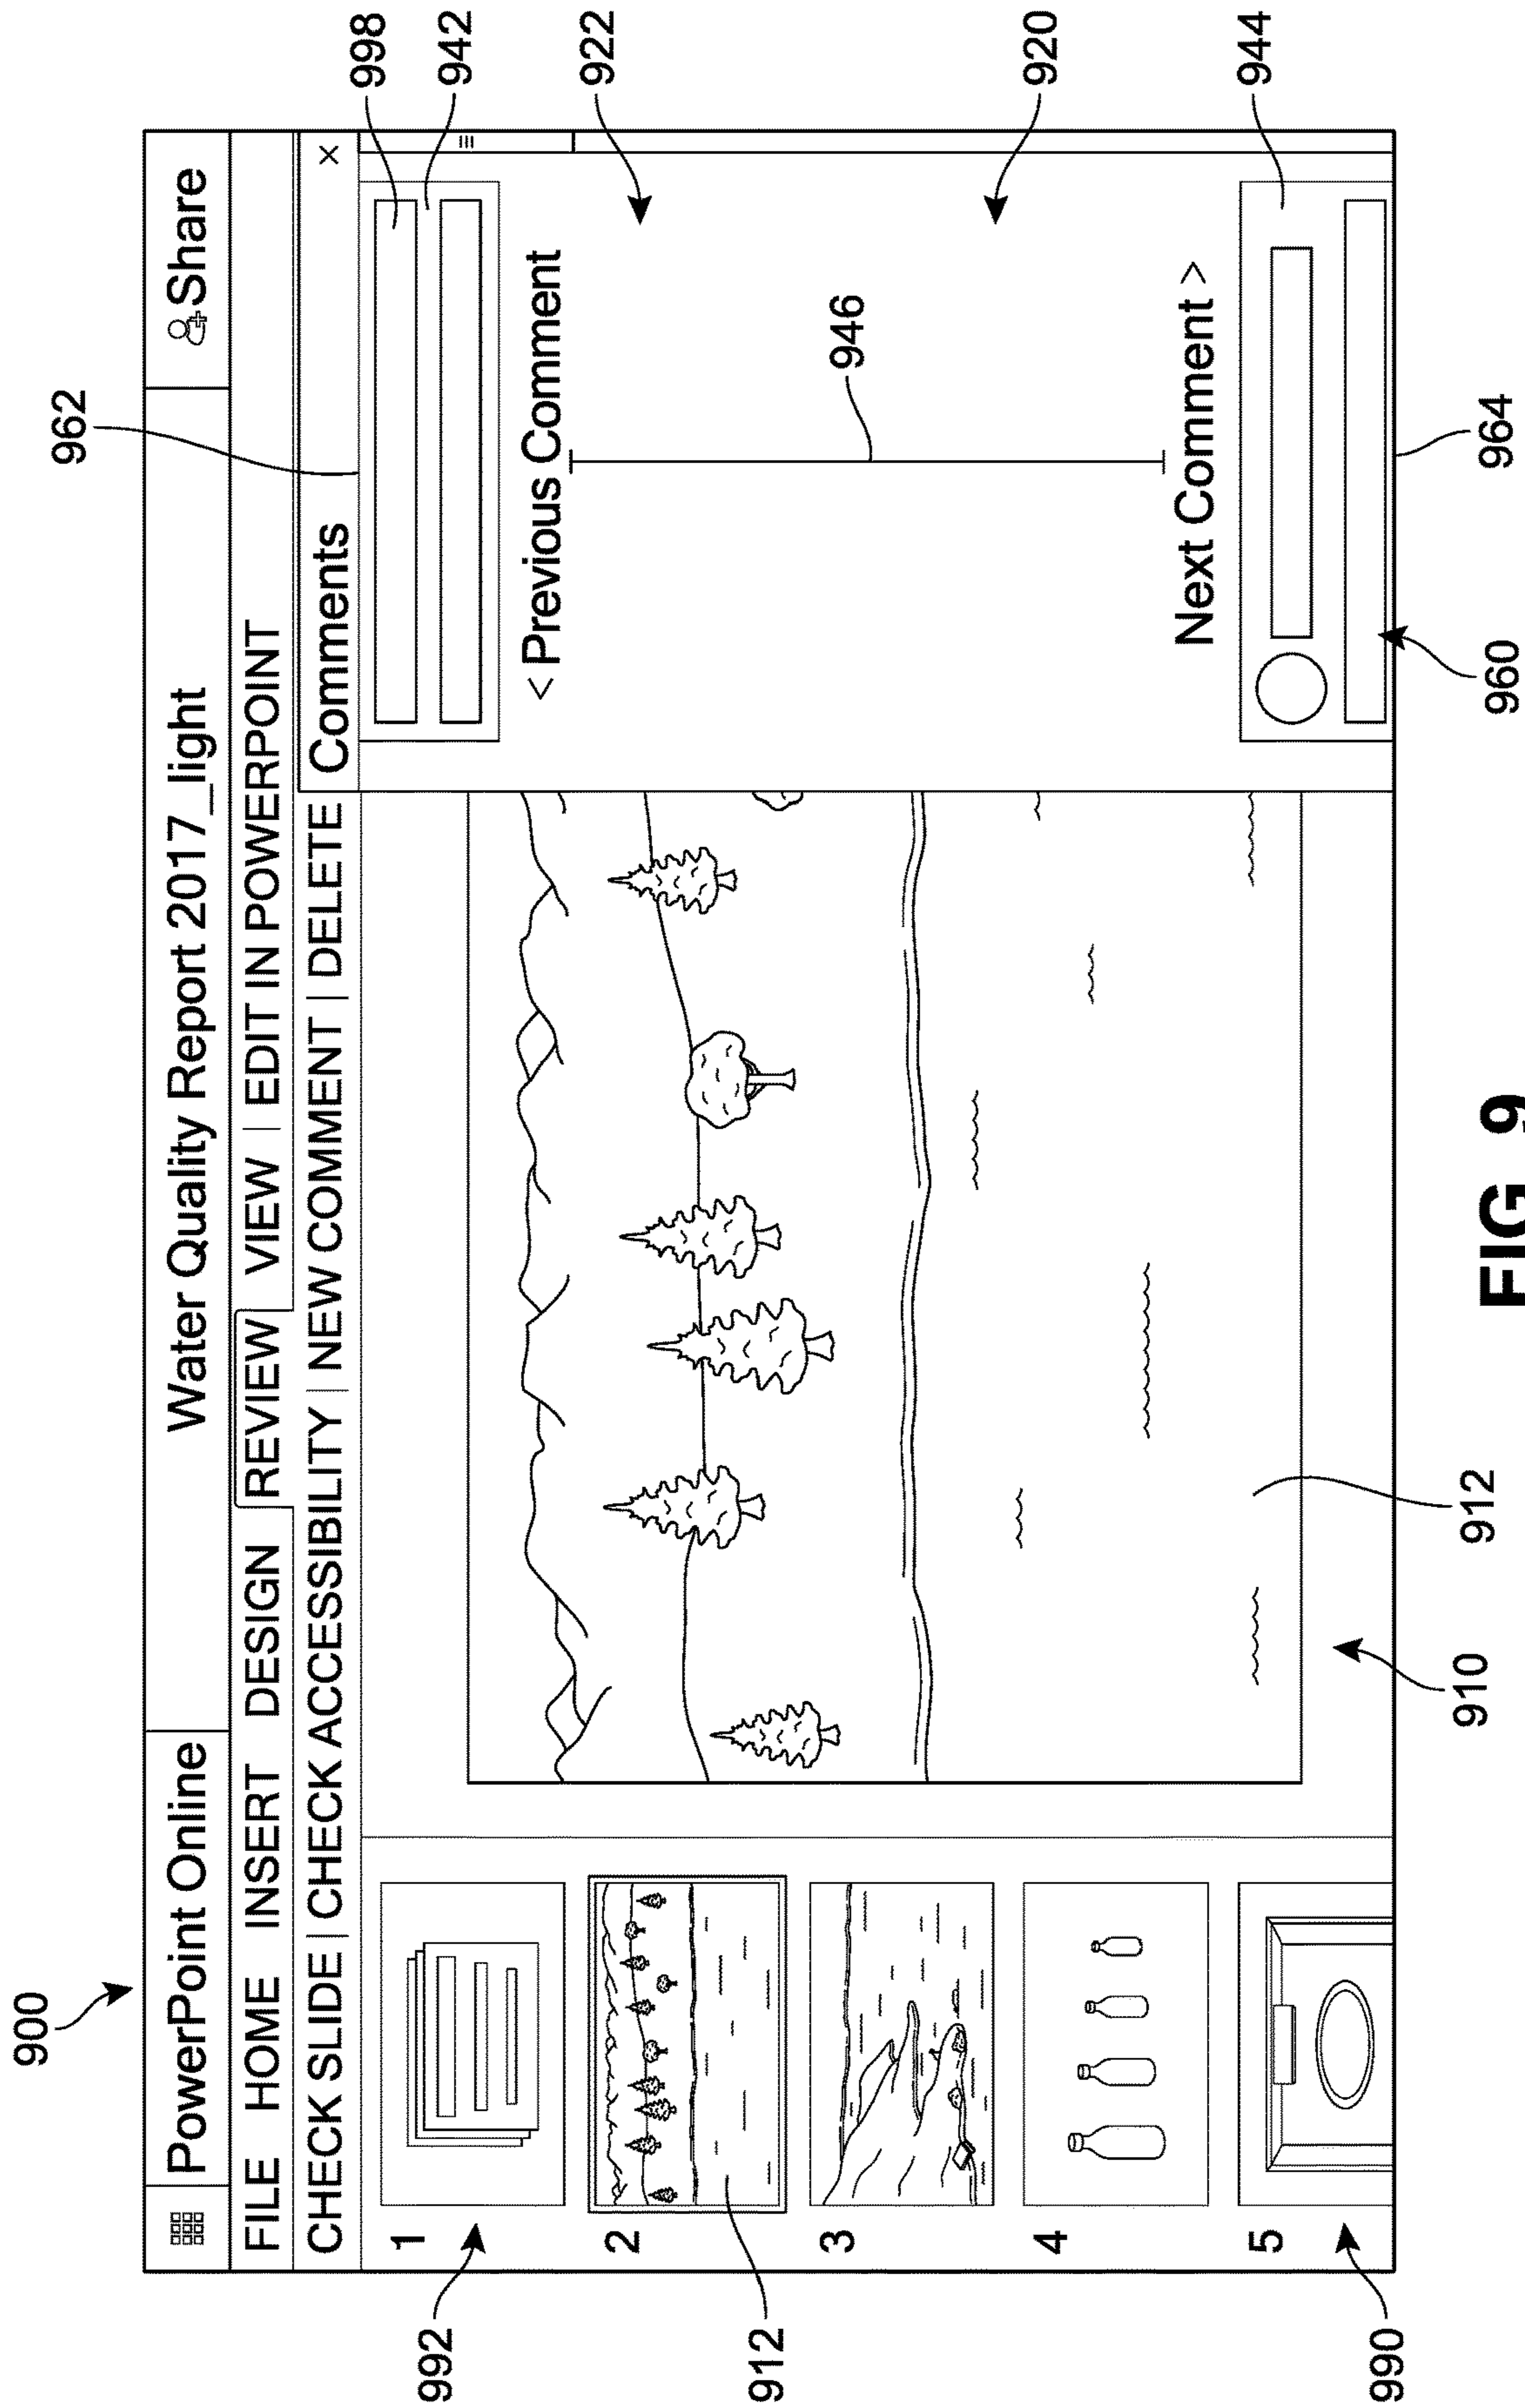 900
PowerPoint Online
Water Quality Report 2017_light
Share
FILE HOME INSERT DESIGN REVIEW VIEW | EDIT IN POWERPOINT
CHECK SLIDE | CHECK ACCESSIBILITY | NEW COMMENT | DELETE
Comments ×
962
998
942
< Previous Comment
922
946
920
Next Comment >
944
960
964
1
2
3
4
5
992
912
990
910
912
FIG. 9